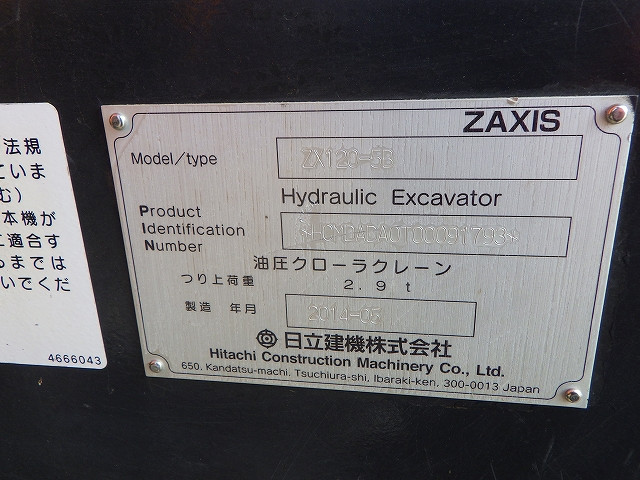 法規
ていま
む）
本機が
に適合す
るまでは
いでくだ
4666043
ZAXIS
Model/type
ZX120-5B
Hydraulic Excavator
Product
Identification
Number
油圧クローラクレーン
つり上荷重 2.9 t
製造 年月 2014-05
日立建機株式会社
Hitachi Construction Machinery Co., Ltd.
650, Kandatsu-machi, Tsuchiura-shi, Ibaraki-ken, 300-0013 Japan